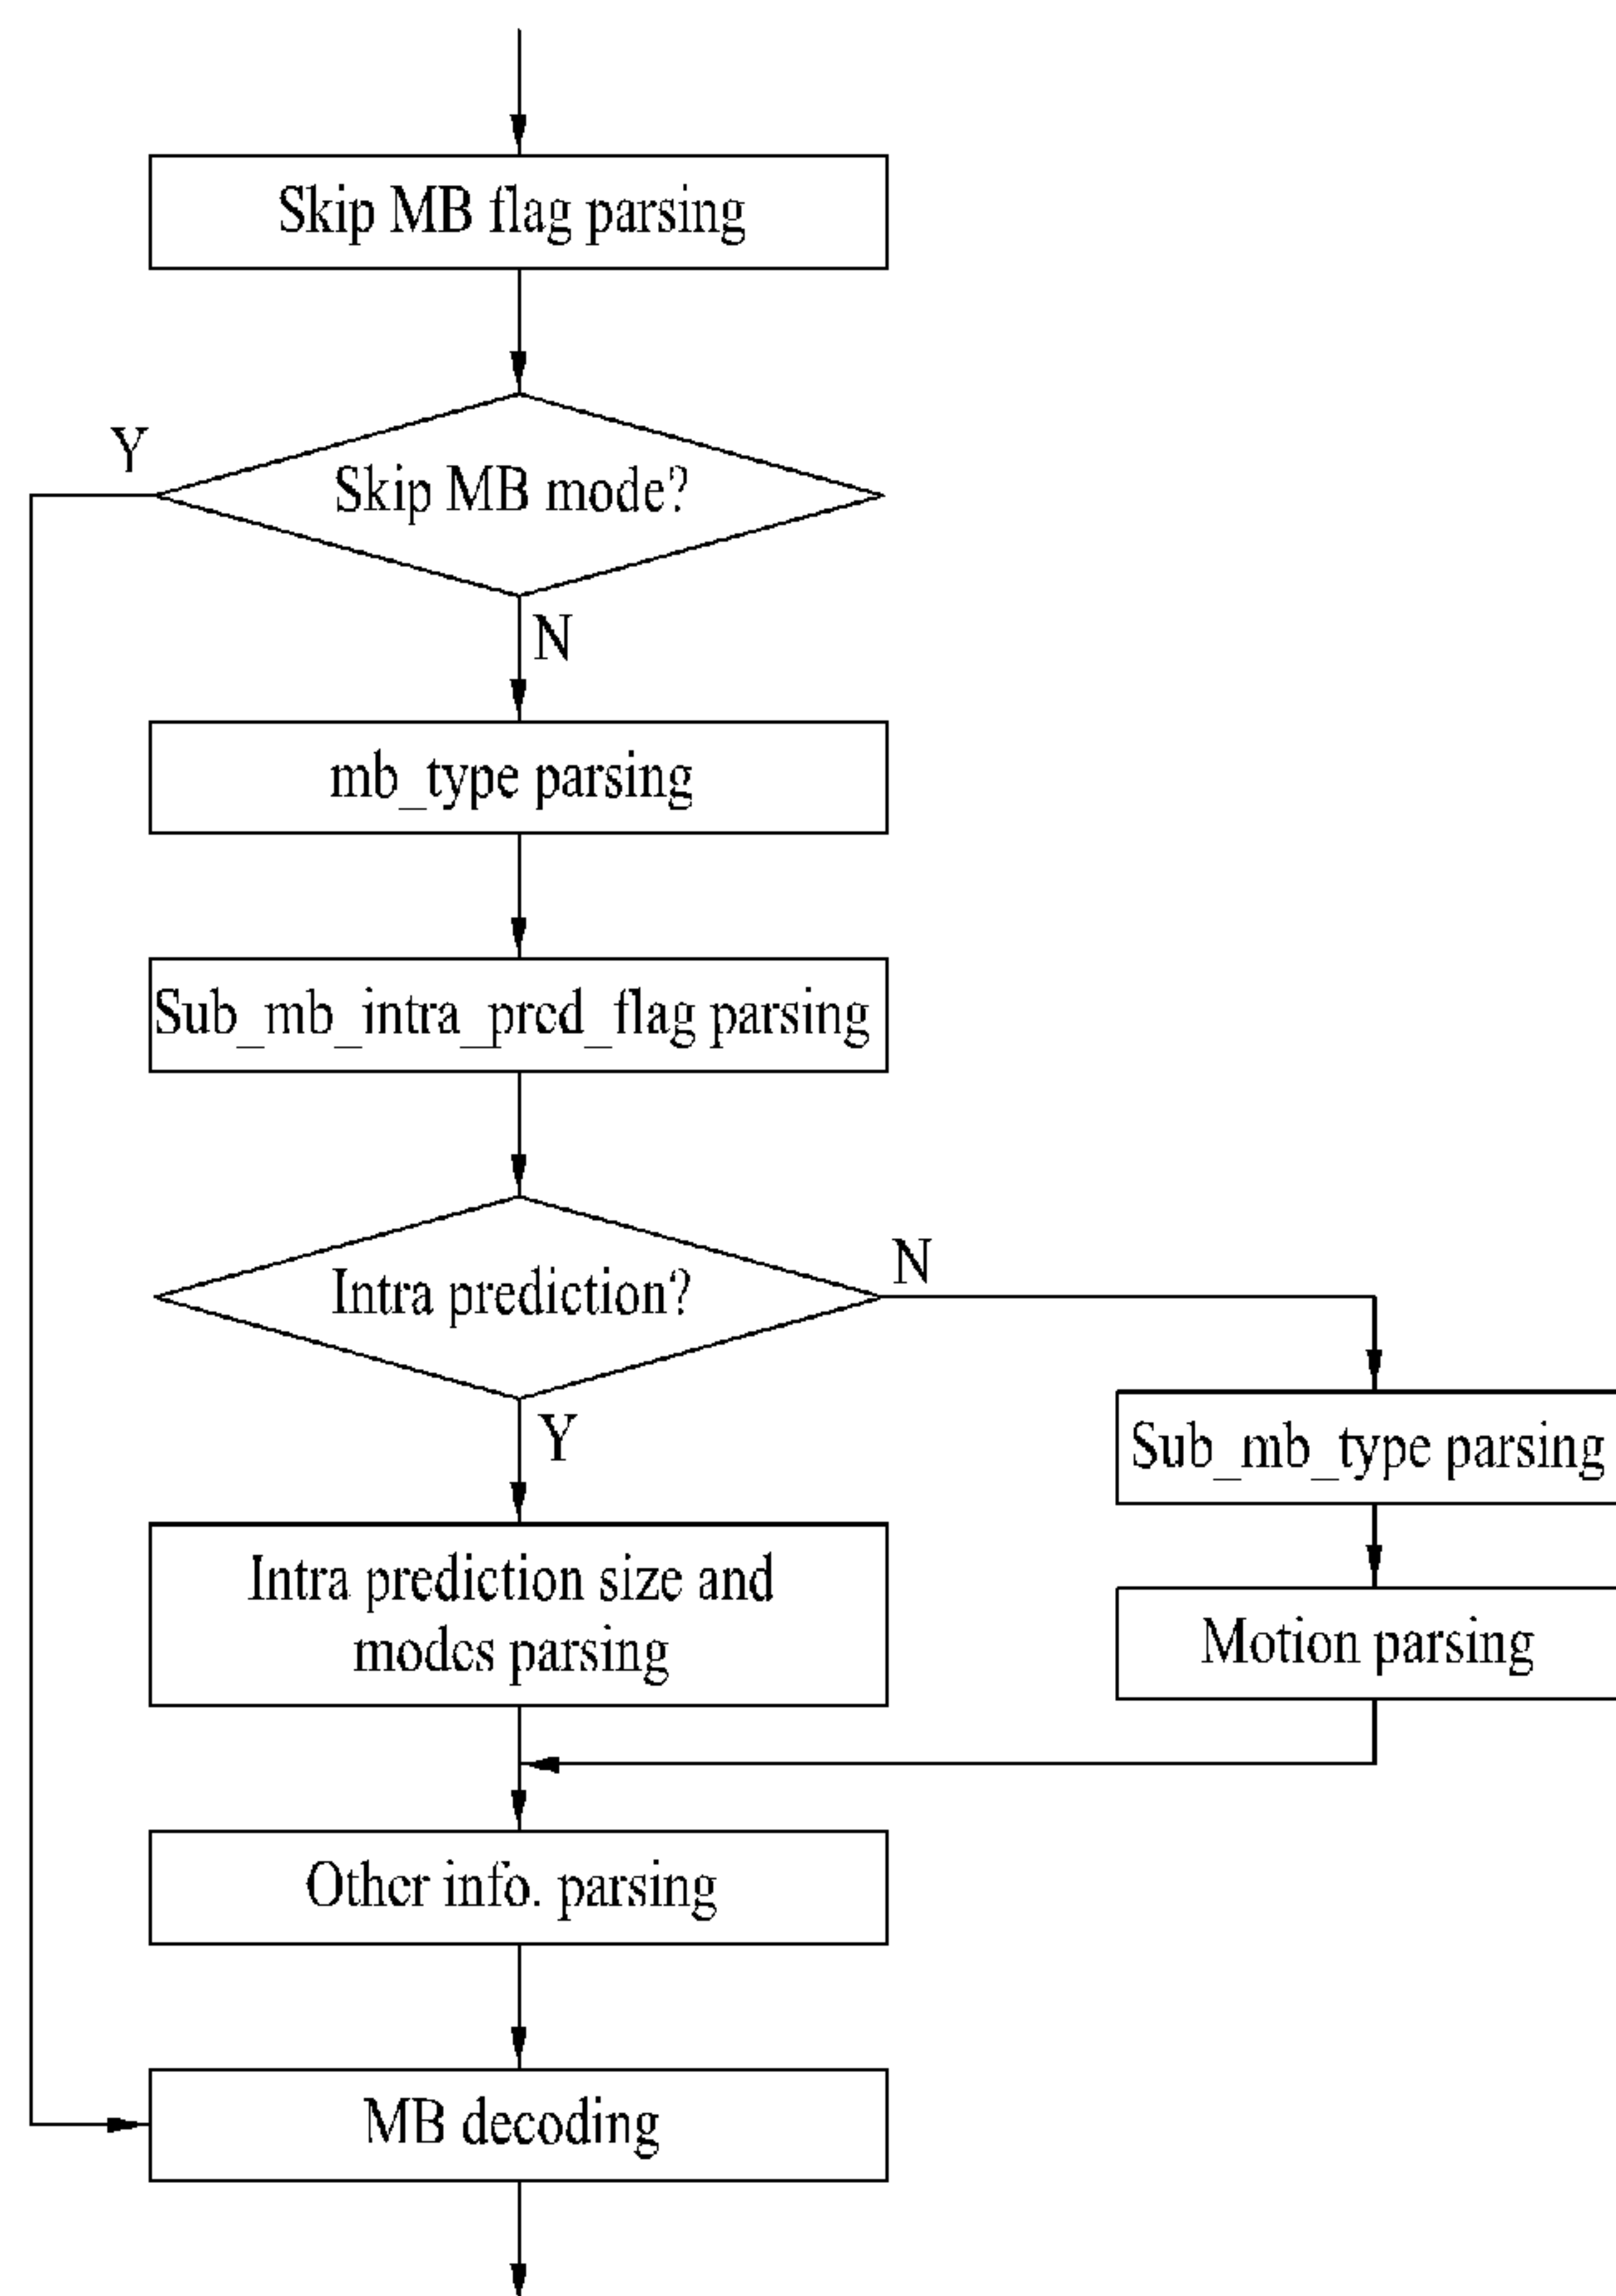 Skip MB flag parsing
Y
Skip MB mode?
N
mb_type parsing
Sub_mb_intra_pred_flag parsing
Intra prediction?
N
Y
Sub_mb_type parsing
Intra prediction size and
modes parsing
Motion parsing
Other info. parsing
MB decoding